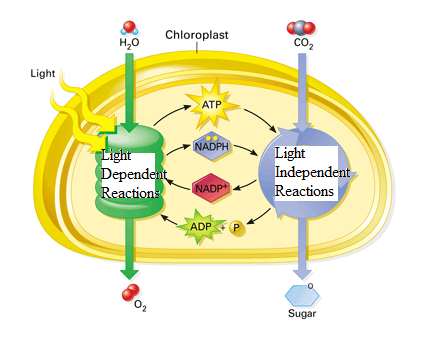 Chloroplast
H₂O
CO₂
Light
ATP
NADPH
Light
Dependent
Reactions
Light
Independent
Reactions
NADP+
ADP + P
O₂
O
Sugar